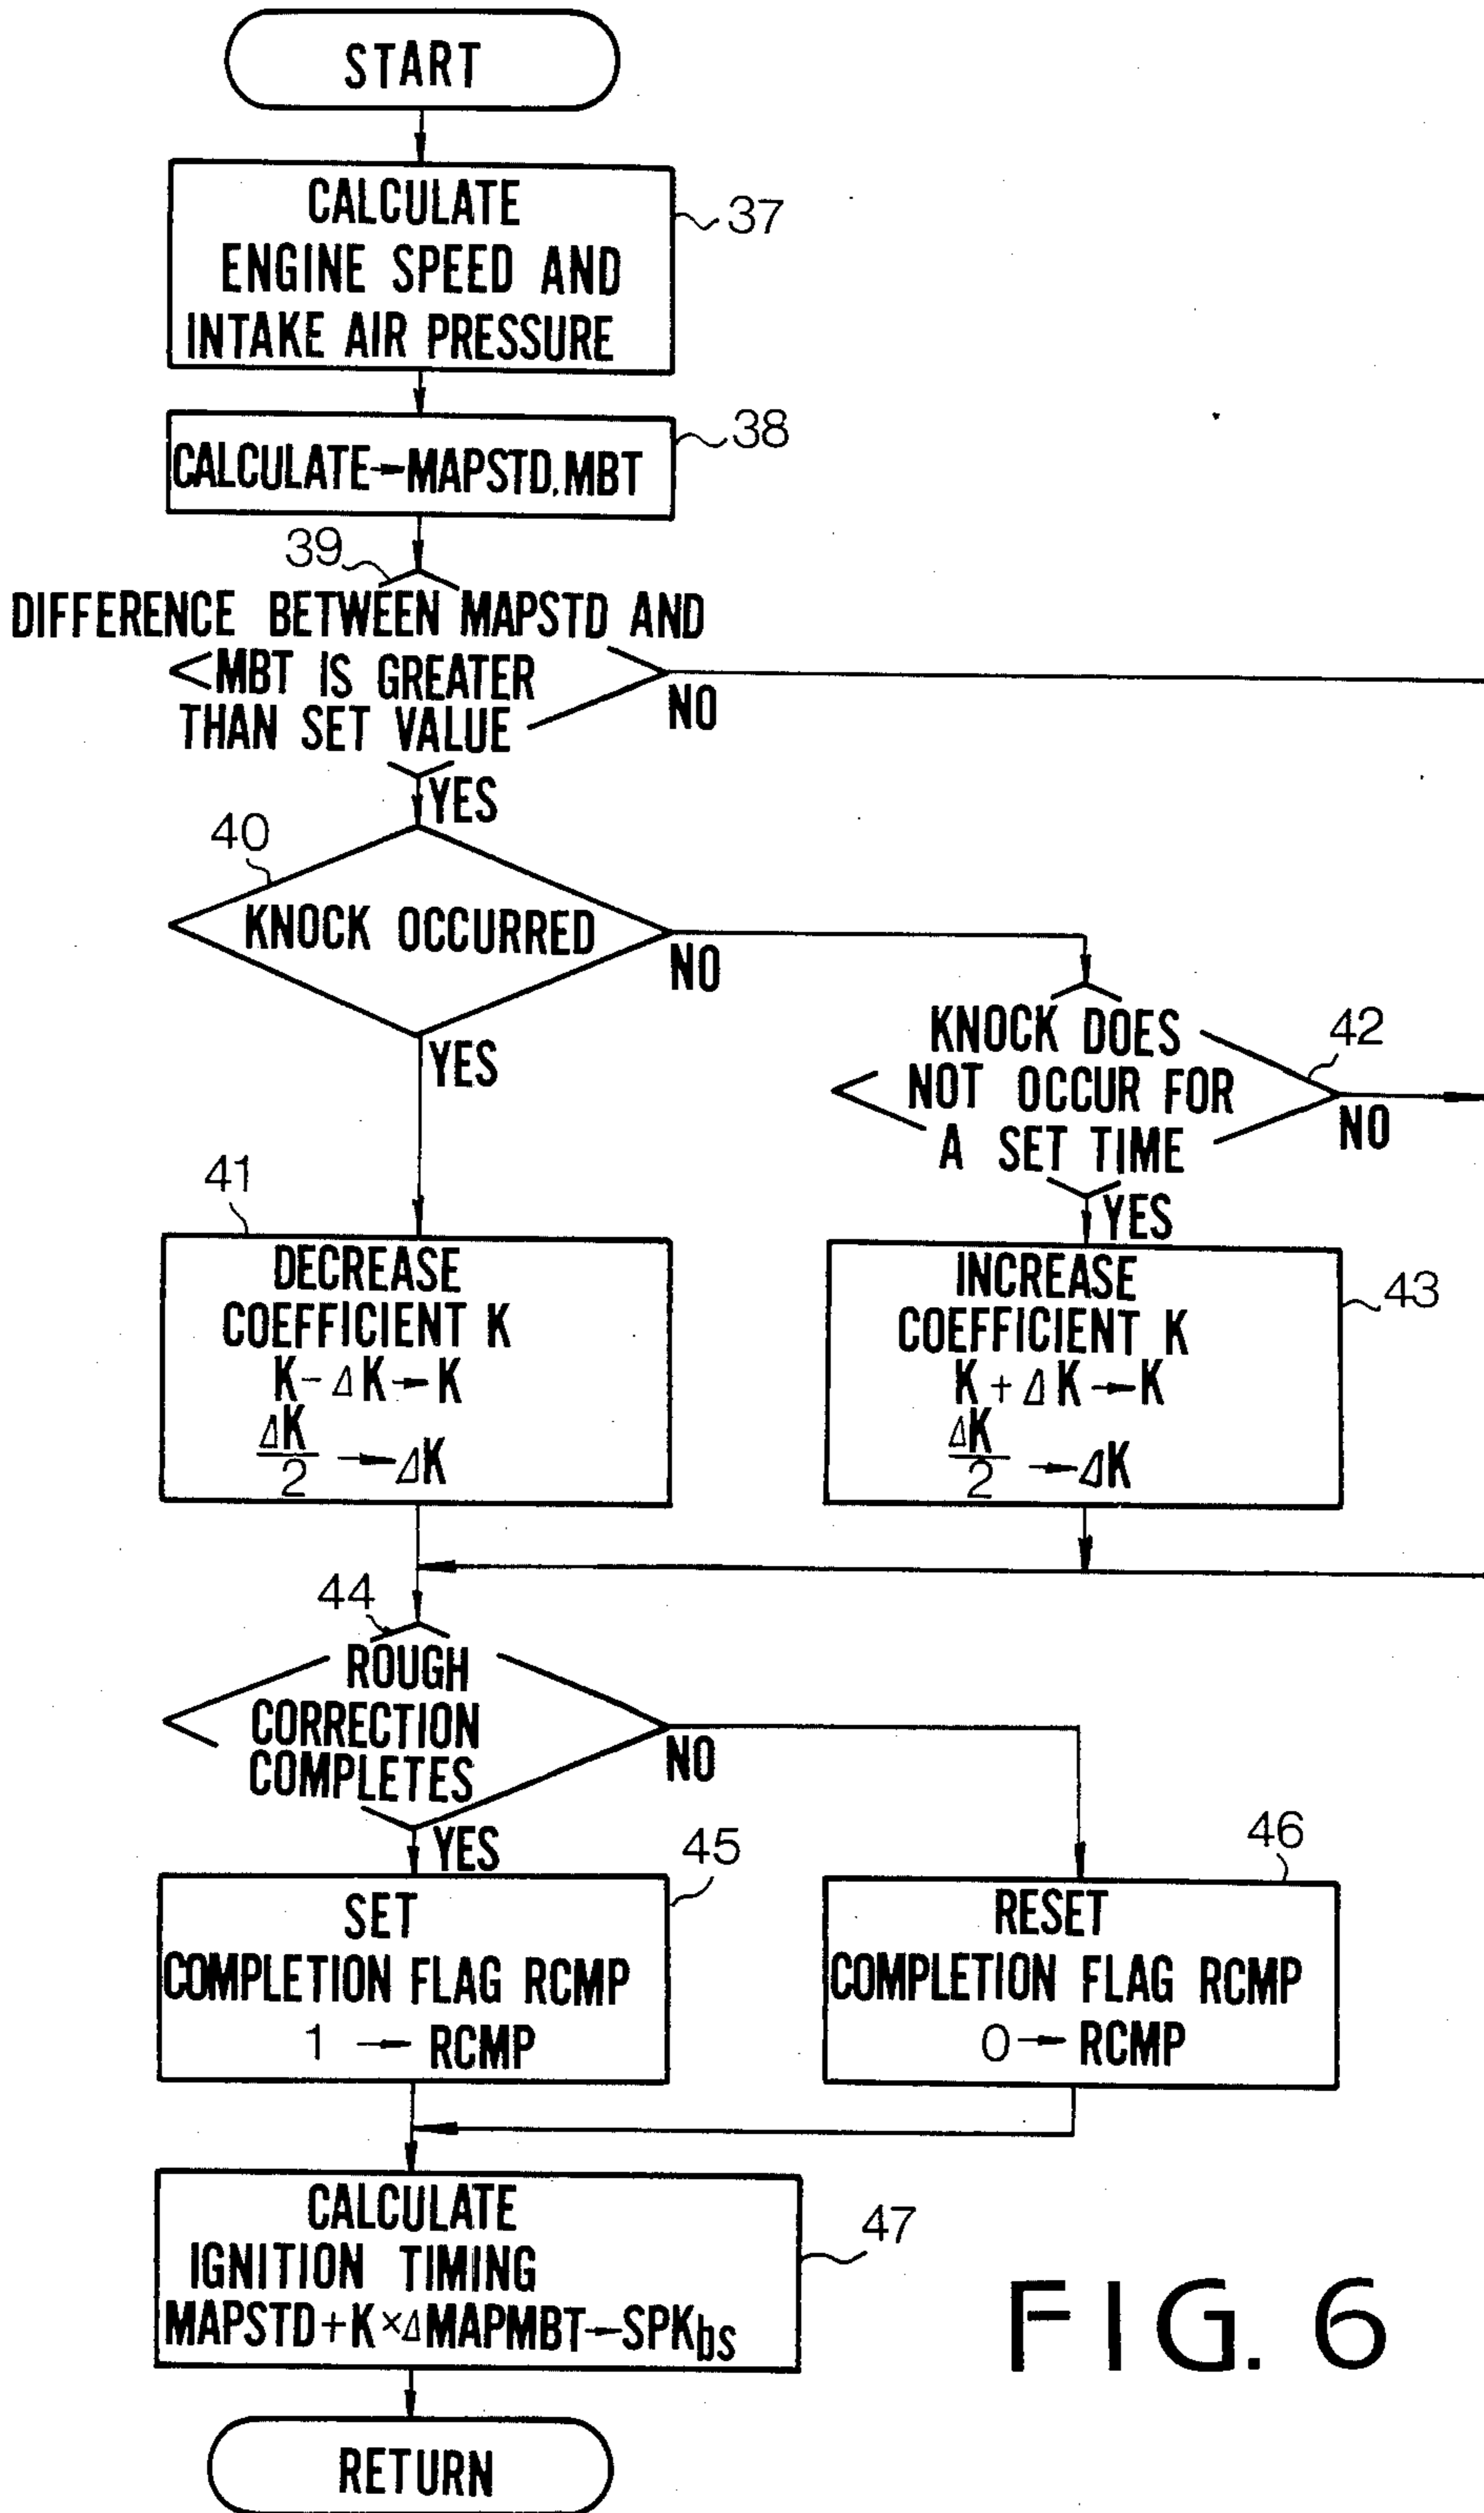 START
CALCULATE
ENGINE SPEED AND
INTAKE AIR PRESSURE
37
CALCULATE→MAPSTD.MBT
38
39
DIFFERENCE BETWEEN MAPSTD AND
MBT IS GREATER
THAN SET VALUE
NO
YES
40
KNOCK OCCURRED
NO
YES
KNOCK DOES
NOT OCCUR FOR
A SET TIME
42
NO
YES
41
DECREASE
COEFFICIENT K
K-ΔK→K
ΔK/2→ΔK
INCREASE
COEFFICIENT K
K+ΔK→K
ΔK/2→ΔK
43
44
ROUGH
CORRECTION
COMPLETES
NO
YES
45
SET
COMPLETION FLAG RCMP
1→RCMP
46
RESET
COMPLETION FLAG RCMP
0→RCMP
CALCULATE
IGNITION TIMING
MAPSTD+K×ΔMAPMBT→SPKbs
47
RETURN
FIG. 6